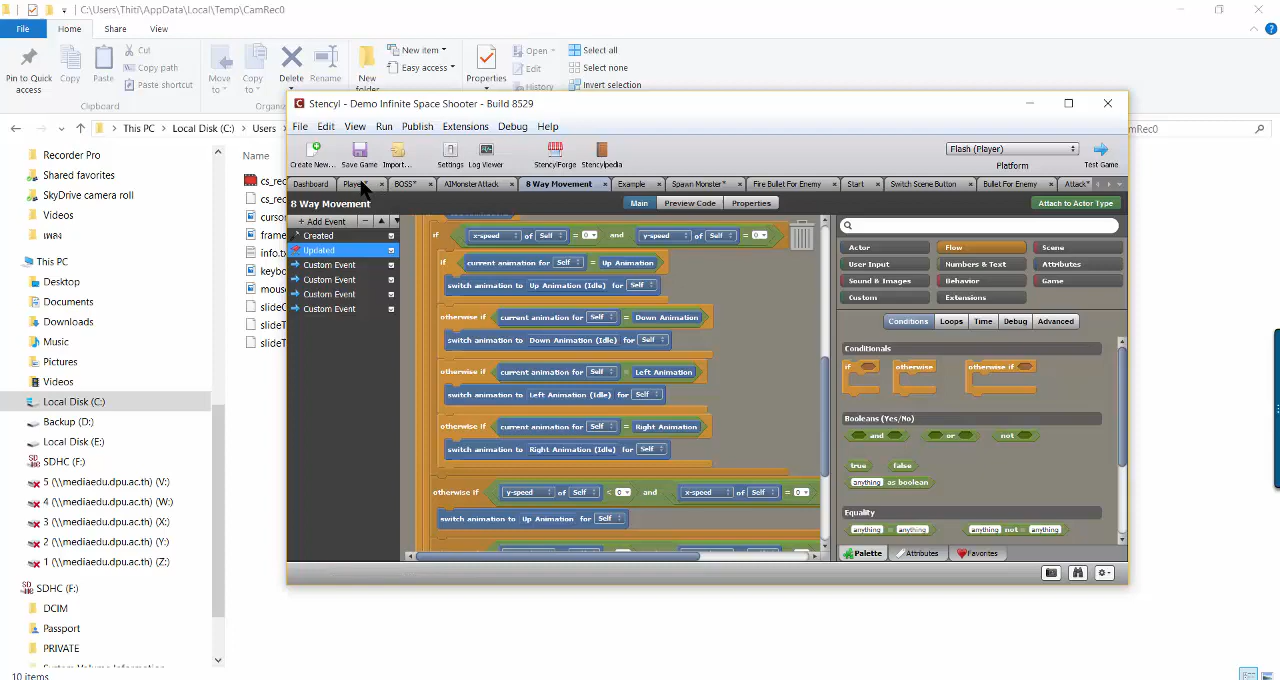 C:\Users\Thiti\AppData\Local\Temp\CamRec0
File Home Share View
Pin to Quick access
Copy
Paste
Cut
Copy path
Paste shortcut
Clipboard
Move to
Copy to
Delete
Rename
New
New item
Easy access
Properties
Open
Edit
History
Select all
Select none
Invert selection
This PC Local Disk (C:) Users
Recorder Pro
Shared favorites
SkyDrive camera roll
Videos
เพลง
This PC
Desktop
Documents
Downloads
Music
Pictures
Videos
Local Disk (C:)
Backup (D:)
Local Disk (E:)
SDHC (F:)
5 (\\mediaedu.dpu.ac.th) (V:)
4 (\\mediaedu.dpu.ac.th) (W:)
3 (\\mediaedu.dpu.ac.th) (X:)
2 (\\mediaedu.dpu.ac.th) (Y:)
1 (\\mediaedu.dpu.ac.th) (Z:)
SDHC (F:)
DCIM
Passport
PRIVATE
System Volume Information
10 items
Name
Stencyl - Demo Infinite Space Shooter - Build 8529
File Edit View Run Publish Extensions Debug Help
Create New... Save Game Import... Settings Log Viewer StencylForge Stencylpedia
Flash (Player)
Platform
Test Game
Dashboard Player* BOSS* AIMonsterAttack 8 Way Movement Example Spawn Monster* Fire Bullet For Enemy Start Switch Scene Button Bullet For Enemy Attack*
8 Way Movement
Main Preview Code Properties
Attach to Actor Type
+ Add Event
Created
Updated
Custom Event
Custom Event
Custom Event
Custom Event
if x-speed of Self = 0 and y-speed of Self = 0
if current animation for Self = Up Animation
switch animation to Up Animation (Idle) for Self
otherwise if current animation for Self = Down Animation
switch animation to Down Animation (Idle) for Self
otherwise if current animation for Self = Left Animation
switch animation to Left Animation (Idle) for Self
otherwise if current animation for Self = Right Animation
switch animation to Right Animation (Idle) for Self
otherwise if y-speed of Self < 0 and x-speed of Self = 0
switch animation to Up Animation for Self
Actor Flow Scene
User Input Numbers & Text Attributes
Sound & Images Behavior Game
Custom Extensions
Conditions Loops Time Debug Advanced
Conditionals
if otherwise otherwise if
Booleans (Yes/No)
and or not
true false
anything as boolean
Equality
anything = anything anything not = anything
Palette Attributes Favorites